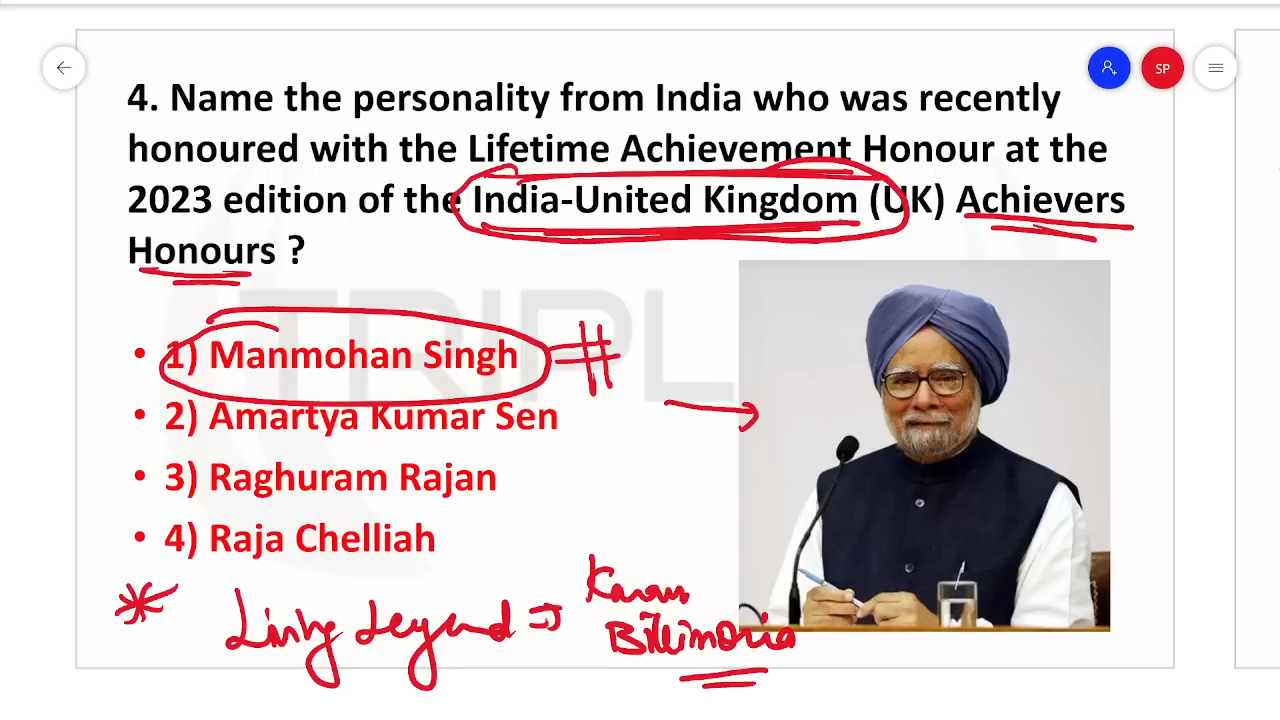 SP
4. Name the personality from India who was recently
honoured with the Lifetime Achievement Honour at the
2023 edition of the India-United Kingdom (UK) Achievers
Honours ?
• 1) Manmohan Singh
• 2) Amartya Kumar Sen
• 3) Raghuram Rajan
• 4) Raja Chelliah
TRIPL
Living Legend ⇒ Karan
Billimoria